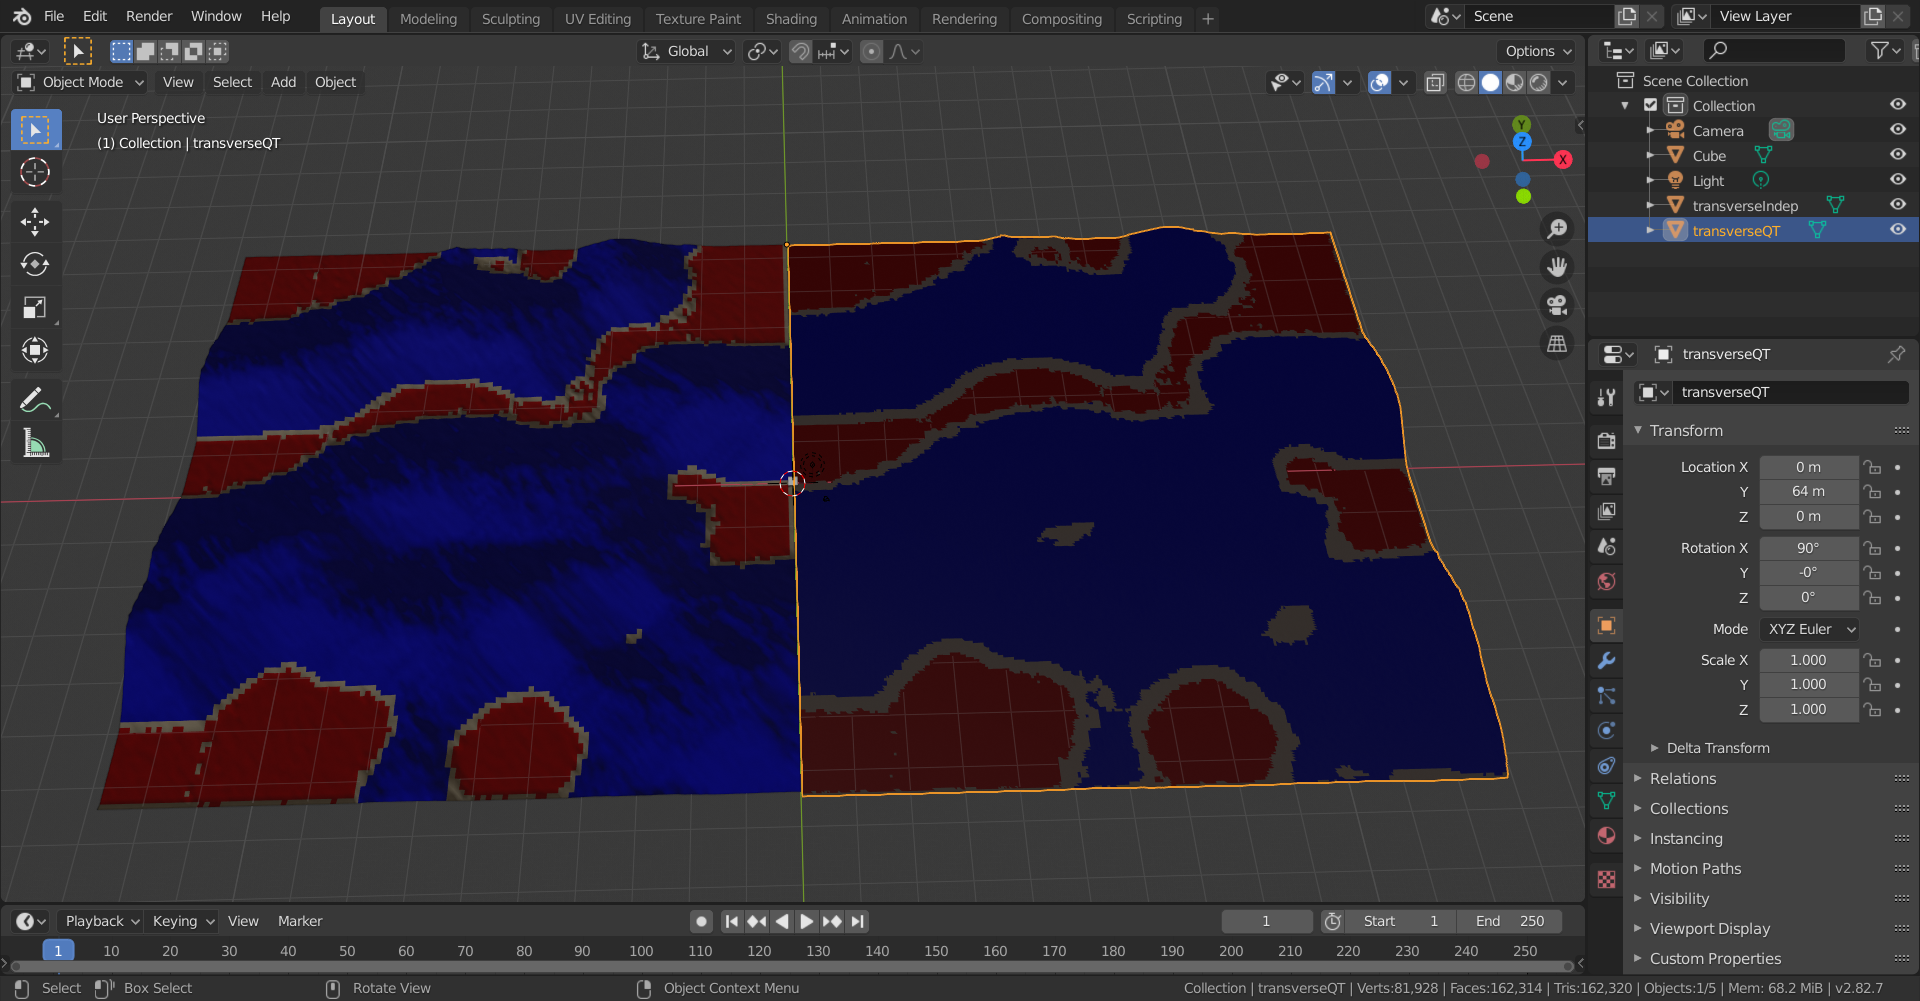 File Edit Render Window Help Layout Modeling Sculpting UV Editing Texture Paint Shading Animation Rendering Compositing Scripting + Scene View Layer
Global Options
Object Mode View Select Add Object
User Perspective
(1) Collection | transverseQT
Y
Z
X
Scene Collection
Collection
Camera
Cube
Light
transverseIndep
transverseQT
transverseQT
transverseQT
Transform
Location X 0 m
Y 64 m
Z 0 m
Rotation X 90°
Y -0°
Z 0°
Mode XYZ Euler
Scale X 1.000
Y 1.000
Z 1.000
Delta Transform
Relations
Collections
Instancing
Motion Paths
Visibility
Viewport Display
Custom Properties
Playback Keying View Marker 1 Start 1 End 250
1 10 20 30 40 50 60 70 80 90 100 110 120 130 140 150 160 170 180 190 200 210 220 230 240 250
Select Box Select Rotate View Object Context Menu Collection | transverseQT | Verts:81,928 | Faces:162,314 | Tris:162,320 | Objects:1/5 | Mem: 68.2 MiB | v2.82.7